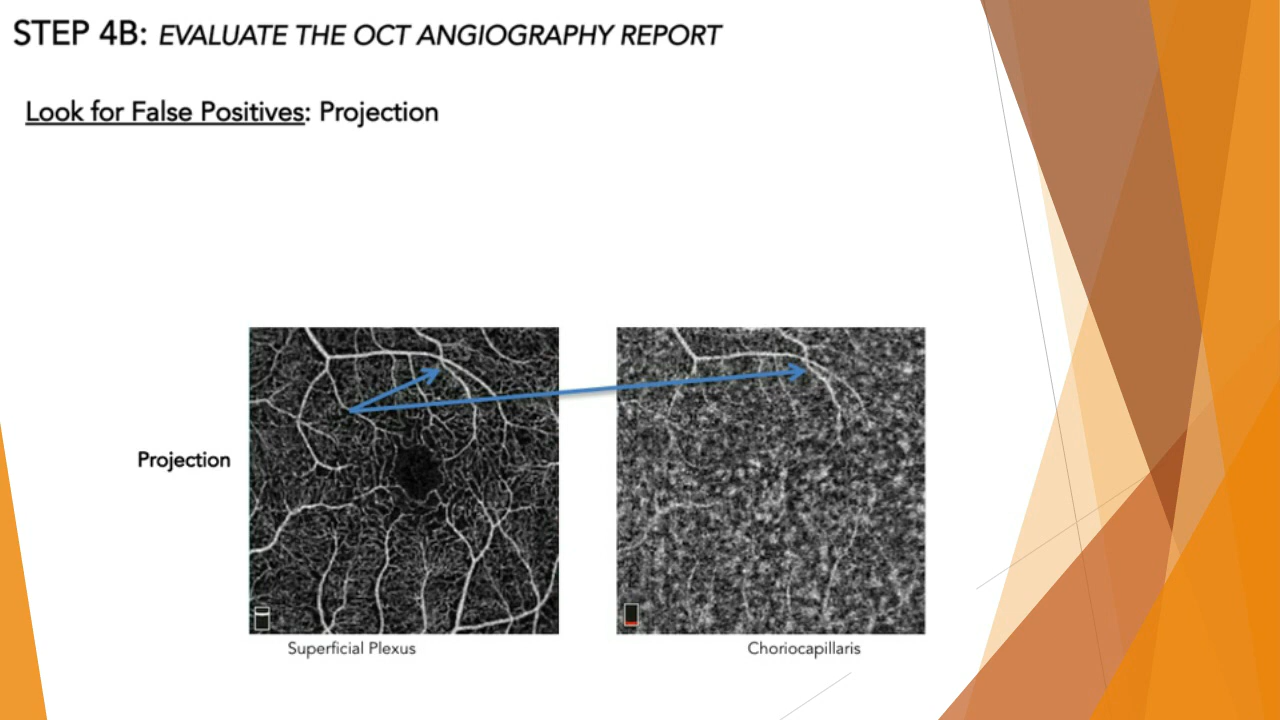 STEP 4B: EVALUATE THE OCT ANGIOGRAPHY REPORT
Look for False Positives: Projection
Projection
Superficial Plexus
Choriocapillaris